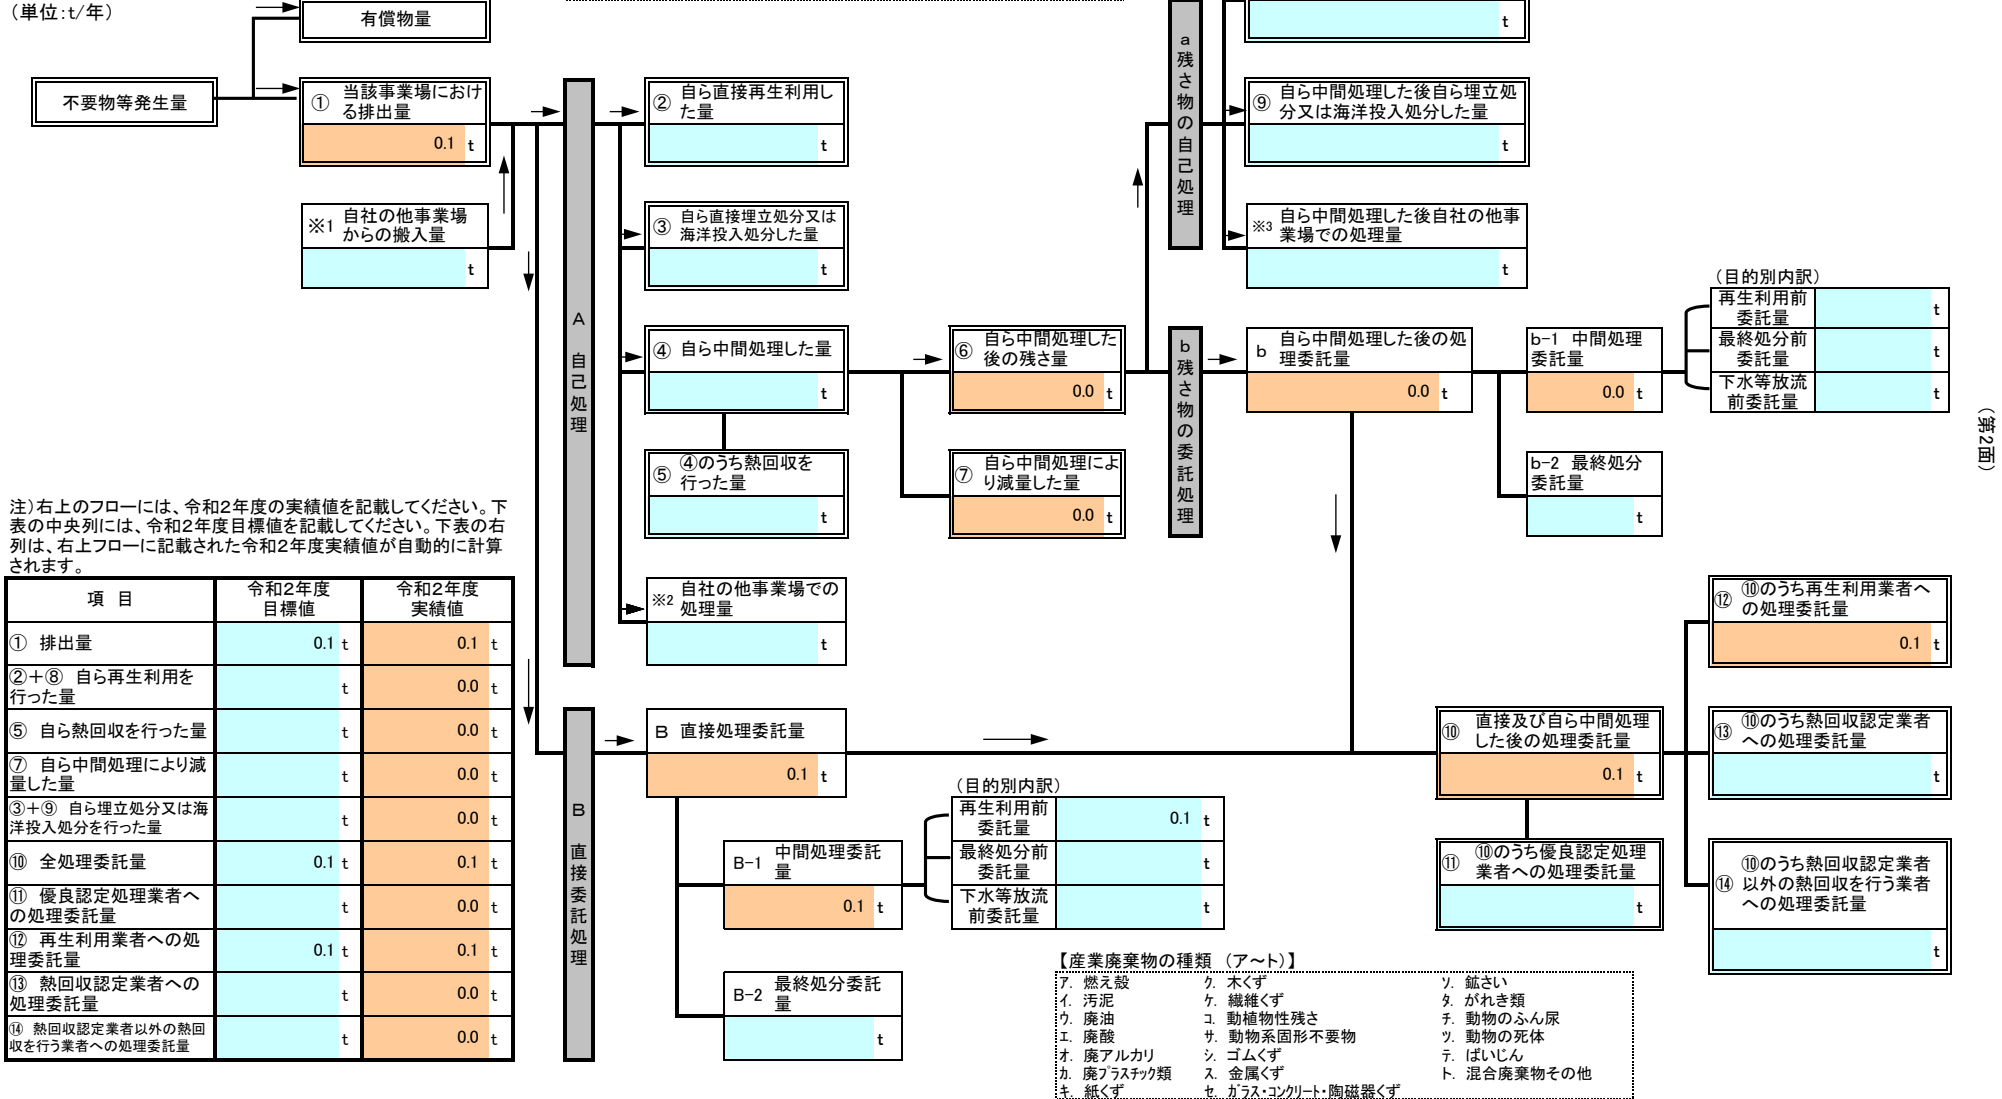 (単位:t/年)
有償物量
t
不要物等発生量
① 当該事業場におけ
る排出量
0.1 t
※1 自社の他事業場
からの搬入量
t
A 自己処理
② 自ら直接再生利用し
た量
t
③ 自ら直接埋立処分又は
海洋投入処分した量
t
④ 自ら中間処理した量
t
⑤ ④のうち熱回収を
行った量
t
※2 自社の他事業場での
処理量
t
⑥ 自ら中間処理した
後の残さ量
0.0 t
⑦ 自ら中間処理によ
り減量した量
0.0 t
a 残さ物の自己処理
⑨ 自ら中間処理した後自ら埋立処
分又は海洋投入処分した量
t
※3 自ら中間処理した後自社の他事
業場での処理量
t
b 残さ物の委託処理
b 自ら中間処理した後の処
理委託量
0.0 t
b-1 中間処理
委託量
0.0 t
b-2 最終処分
委託量
t
(目的別内訳)
再生利用前
委託量 t
最終処分前
委託量 t
下水等放流
前委託量 t
(第2面)
注)右上のフローには、令和2年度の実績値を記載してください。下
表の中央列には、令和2年度目標値を記載してください。下表の右
列は、右上フローに記載された令和2年度実績値が自動的に計算
されます。
項 目 令和2年度 令和2年度
目標値 実績値
① 排出量 0.1 t 0.1 t
②+⑧ 自ら再生利用を
行った量 t 0.0 t
⑤ 自ら熱回収を行った量 t 0.0 t
⑦ 自ら中間処理により減
量した量 t 0.0 t
③+⑨ 自ら埋立処分又は海
洋投入処分を行った量 t 0.0 t
⑩ 全処理委託量 0.1 t 0.1 t
⑪ 優良認定処理業者へ
の処理委託量 t 0.0 t
⑫ 再生利用業者への処
理委託量 0.1 t 0.1 t
⑬ 熱回収認定業者への
処理委託量 t 0.0 t
⑭ 熱回収認定業者以外の熱回
収を行う業者への処理委託量 t 0.0 t
B 直接委託処理
B 直接処理委託量
0.1 t
B-1 中間処理委託
量
0.1 t
B-2 最終処分委託
量
t
(目的別内訳)
再生利用前
委託量 0.1 t
最終処分前
委託量 t
下水等放流
前委託量 t
⑩ 直接及び自ら中間処理
した後の処理委託量
0.1 t
⑪ ⑩のうち優良認定処理
業者への処理委託量
t
⑫ ⑩のうち再生利用業者へ
の処理委託量
0.1 t
⑬ ⑩のうち熱回収認定業者
への処理委託量
t
⑭ ⑩のうち熱回収認定業者
以外の熱回収を行う業者
への処理委託量
t
【産業廃棄物の種類 (ア~ト)】
ア. 燃え殻 ク. 木くず ソ. 鉱さい
イ. 汚泥 ケ. 繊維くず タ. がれき類
ウ. 廃油 コ. 動植物性残さ チ. 動物のふん尿
エ. 廃酸 サ. 動物系固形不要物 ツ. 動物の死体
オ. 廃アルカリ シ. ゴムくず テ. ばいじん
カ. 廃プラスチック類 ス. 金属くず ト. 混合廃棄物その他
キ. 紙くず セ. ガラス・コンクリート・陶磁器くず